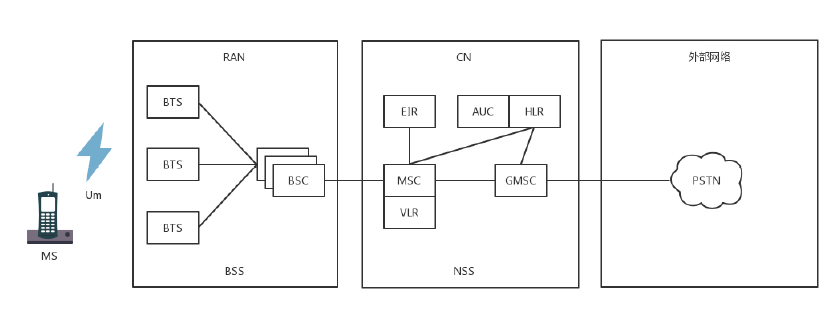 RAN
CN
外部网络
BTS
BTS
BTS
BSC
EIR
AUC
HLR
MSC
GMSC
VLR
PSTN
Um
MS
BSS
NSS